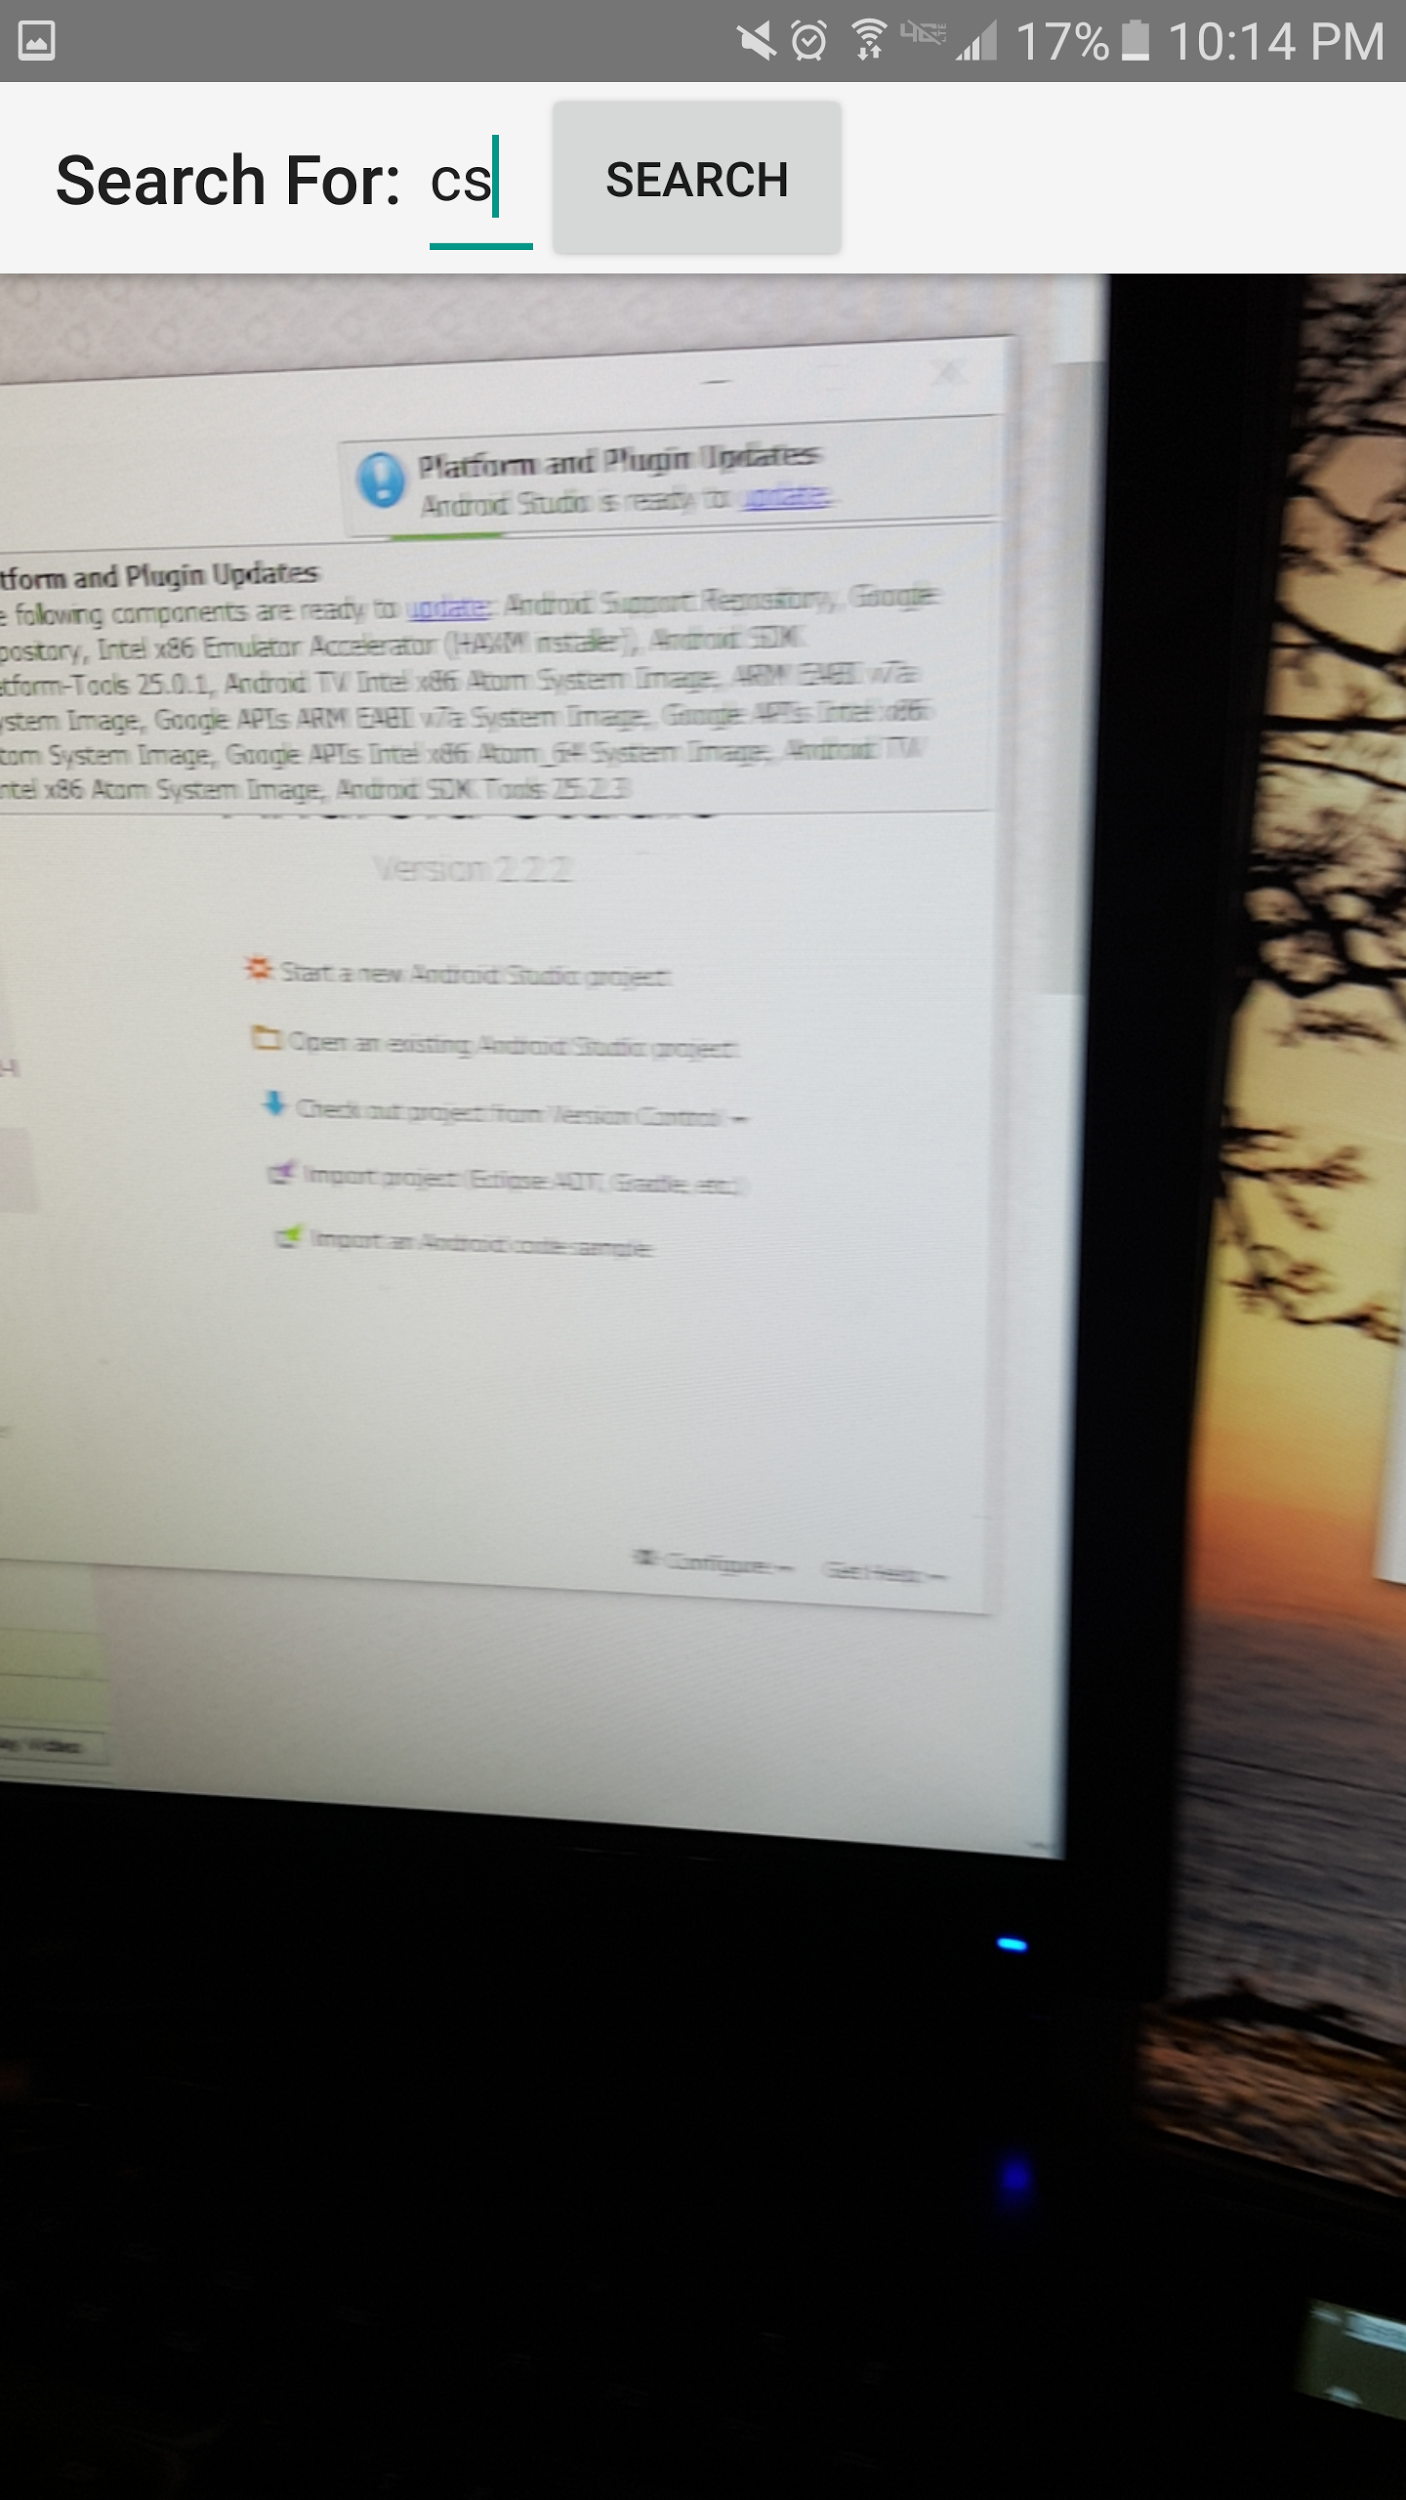 17% 10:14 PM
Search For: cs SEARCH
Platform and Plugin Updates
Android Studio is ready to update.
tform and Plugin Updates
e following components are ready to update: Android Support Repository, Google
pository, Intel x86 Emulator Accelerator (HAXM installer), Android SDK
tform-Tools 25.0.1, Android TV Intel x86 Atom System Image, ARM EABI v7a
ystem Image, Google APIs ARM EABI v7a System Image, Google APIs Intel x86
tom System Image, Google APIs Intel x86 Atom_64 System Image, Android TV
ntel x86 Atom System Image, Android SDK Tools 25.2.3
Version 2.2.2
Start a new Android Studio project
Open an existing Android Studio project
Check out project from Version Control
Import project (Eclipse ADT, Gradle, etc.)
Import an Android code sample
Configure Get Help